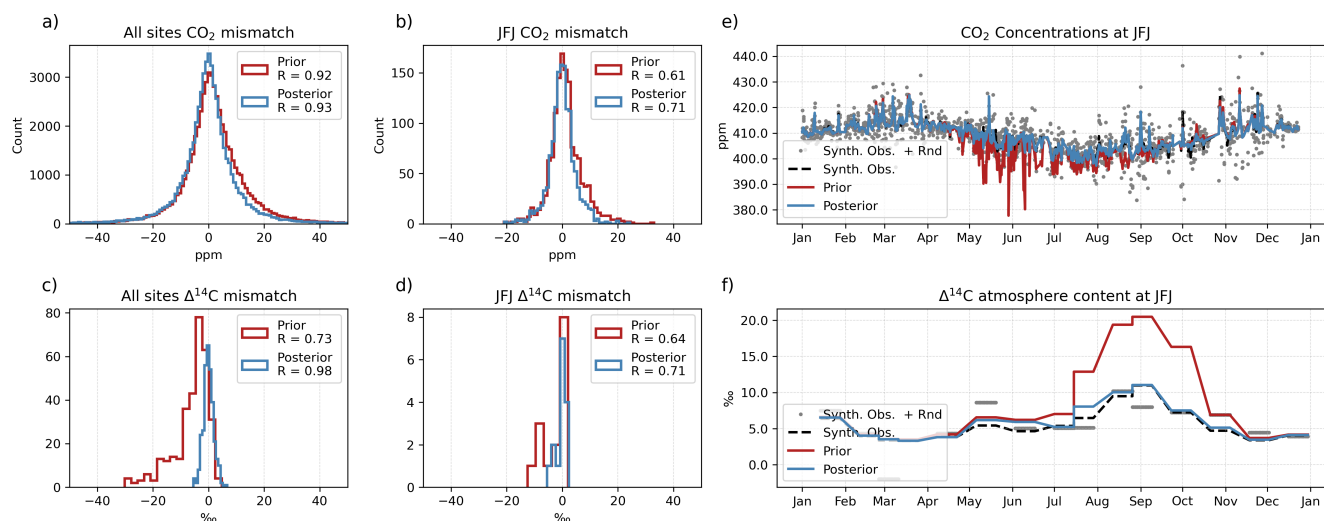 a)
All sites CO₂ mismatch
Count
3000
2000
1000
0
−40
−20
0
20
40
ppm
Prior
R = 0.92
Posterior
R = 0.93
b)
JFJ CO₂ mismatch
Count
150
100
50
0
−40
−20
0
20
40
ppm
Prior
R = 0.61
Posterior
R = 0.71
e)
CO₂ Concentrations at JFJ
ppm
440.0
430.0
420.0
410.0
400.0
390.0
380.0
Jan
Feb
Mar
Apr
May
Jun
Jul
Aug
Sep
Oct
Nov
Dec
Jan
Synth. Obs. + Rnd
Synth. Obs.
Prior
Posterior
c)
All sites Δ¹⁴C mismatch
80
60
40
20
0
−40
−20
0
20
40
‰
Prior
R = 0.73
Posterior
R = 0.98
d)
JFJ Δ¹⁴C mismatch
8
6
4
2
0
−40
−20
0
20
40
‰
Prior
R = 0.64
Posterior
R = 0.71
f)
Δ¹⁴C atmosphere content at JFJ
‰
20.0
15.0
10.0
5.0
0.0
Jan
Feb
Mar
Apr
May
Jun
Jul
Aug
Sep
Oct
Nov
Dec
Jan
Synth. Obs. + Rnd
Synth. Obs.
Prior
Posterior